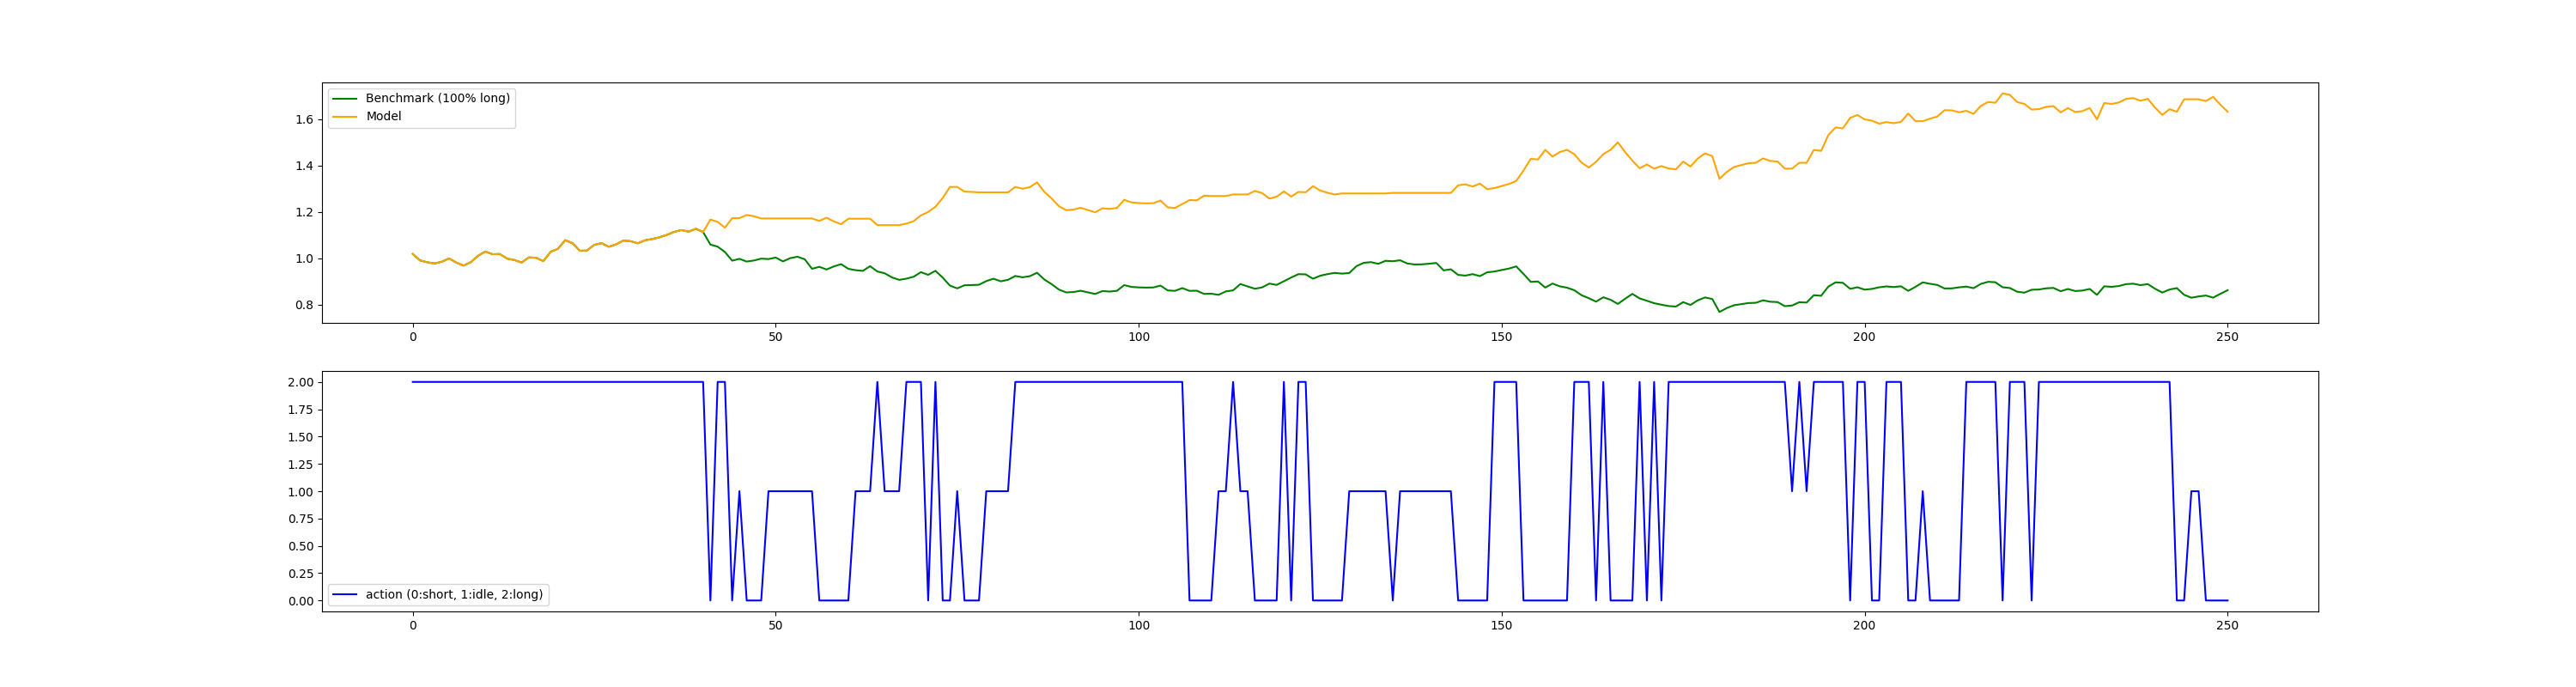 Benchmark (100% long)
Model
1.6
1.4
1.2
1.0
0.8
0 50 100 150 200 250
2.00
1.75
1.50
1.25
1.00
0.75
0.50
0.25
0.00
action (0:short, 1:idle, 2:long)
0 50 100 150 200 250